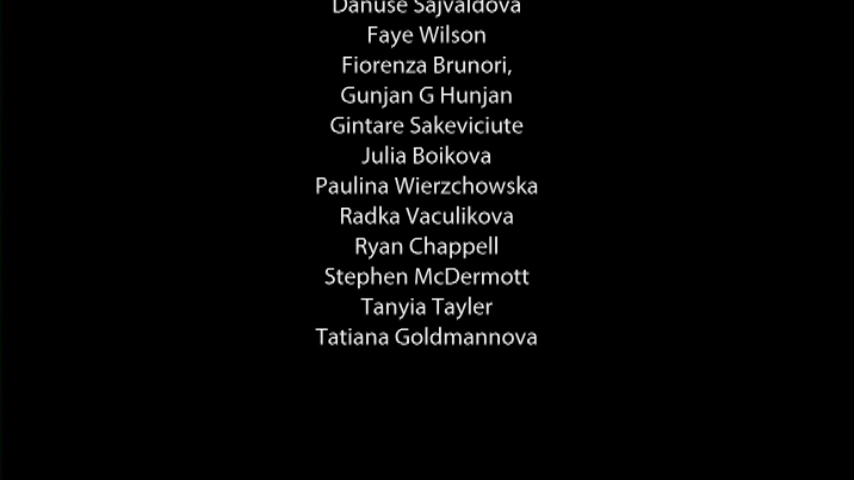 Danuse Sajvaldova
Faye Wilson
Fiorenza Brunori,
Gunjan G Hunjan
Gintare Sakeviciute
Julia Boikova
Paulina Wierzchowska
Radka Vaculikova
Ryan Chappell
Stephen McDermott
Tanyia Tayler
Tatiana Goldmannova